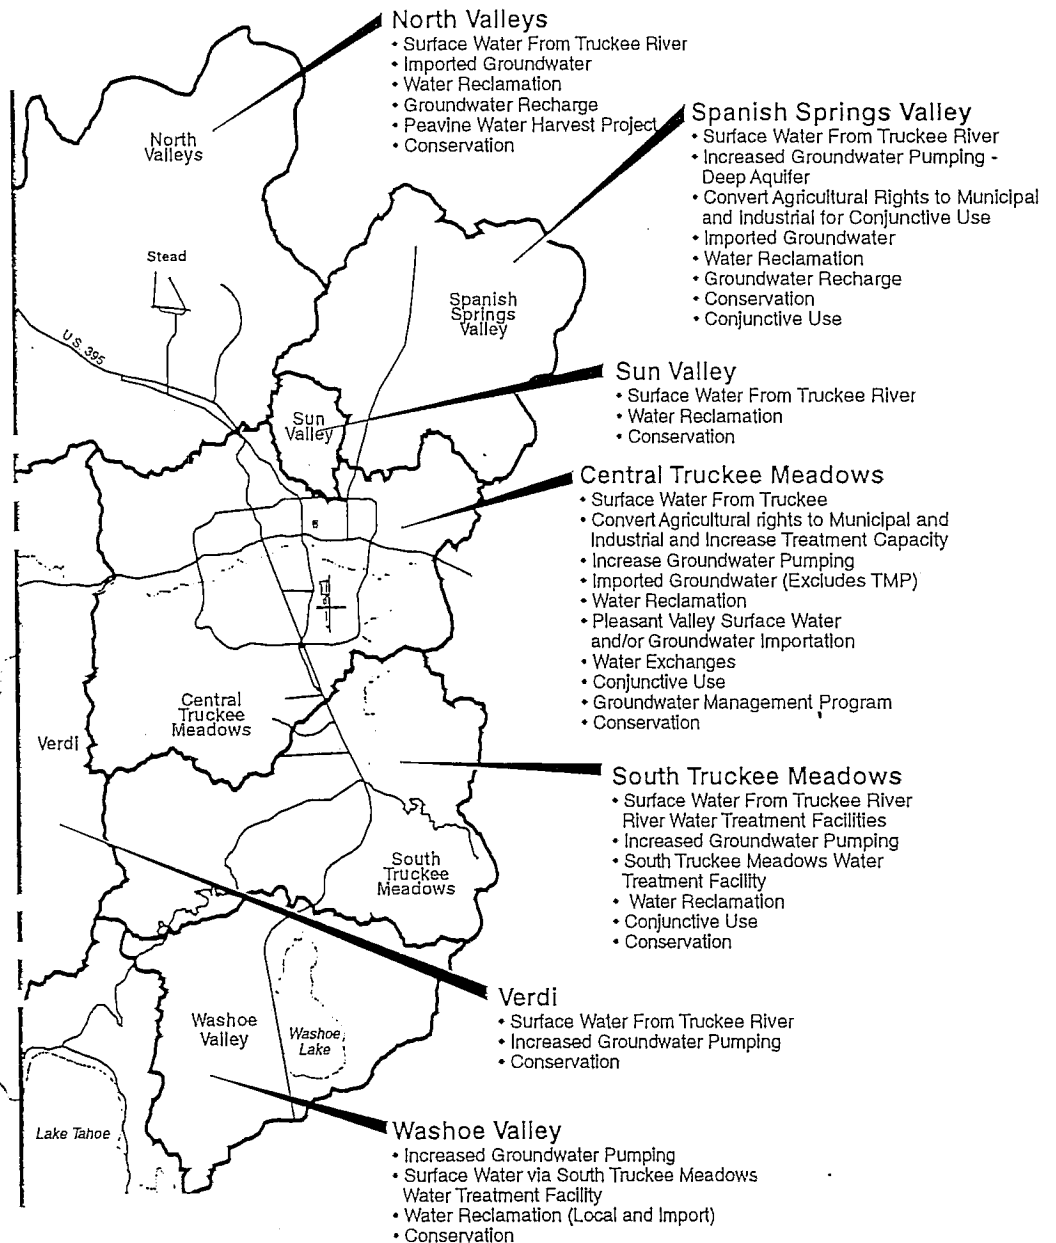 North Valleys
• Surface Water From Truckee River
• Imported Groundwater
• Water Reclamation
• Groundwater Recharge
• Peavine Water Harvest Project
• Conservation
Spanish Springs Valley
• Surface Water From Truckee River
• Increased Groundwater Pumping -
Deep Aquifer
• Convert Agricultural Rights to Municipal
and Industrial for Conjunctive Use
• Imported Groundwater
• Water Reclamation
• Groundwater Recharge
• Conservation
• Conjunctive Use
Sun Valley
• Surface Water From Truckee River
• Water Reclamation
• Conservation
Central Truckee Meadows
• Surface Water From Truckee
• Convert Agricultural rights to Municipal and
Industrial and Increase Treatment Capacity
• Increase Groundwater Pumping
• Imported Groundwater (Excludes TMP)
• Water Reclamation
• Pleasant Valley Surface Water
and/or Groundwater Importation
• Water Exchanges
• Conjunctive Use
• Groundwater Management Program
• Conservation
South Truckee Meadows
• Surface Water From Truckee River
River Water Treatment Facilities
• Increased Groundwater Pumping
• South Truckee Meadows Water
Treatment Facility
• Water Reclamation
• Conjunctive Use
• Conservation
Verdi
• Surface Water From Truckee River
• Increased Groundwater Pumping
• Conservation
Washoe Valley
• Increased Groundwater Pumping
• Surface Water via South Truckee Meadows
Water Treatment Facility
• Water Reclamation (Local and Import)
• Conservation
North
Valleys
Stead
U.S. 395
Spanish
Springs
Valley
Sun
Valley
Central
Truckee
Meadows
Verdi
South
Truckee
Meadows
Washoe
Valley
Washoe
Lake
Lake Tahoe